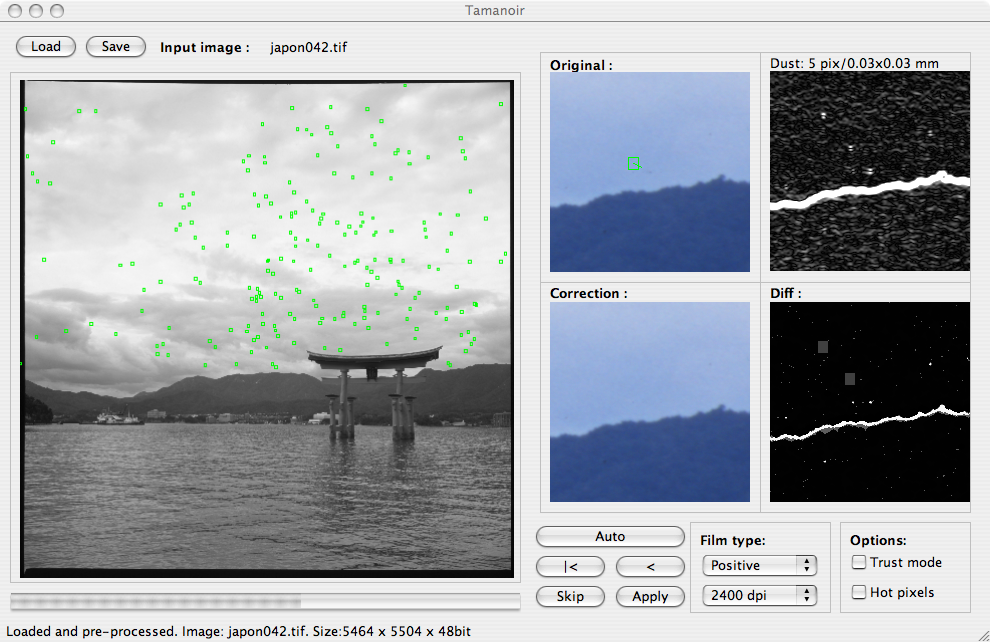 Tamanoir
Load Save Input image : japon042.tif
Original : Dust: 5 pix/0.03x0.03 mm
Correction : Diff :
Auto
|< <
Skip Apply
Film type:
Positive
2400 dpi
Options:
Trust mode
Hot pixels
Loaded and pre-processed. Image: japon042.tif. Size:5464 x 5504 x 48bit